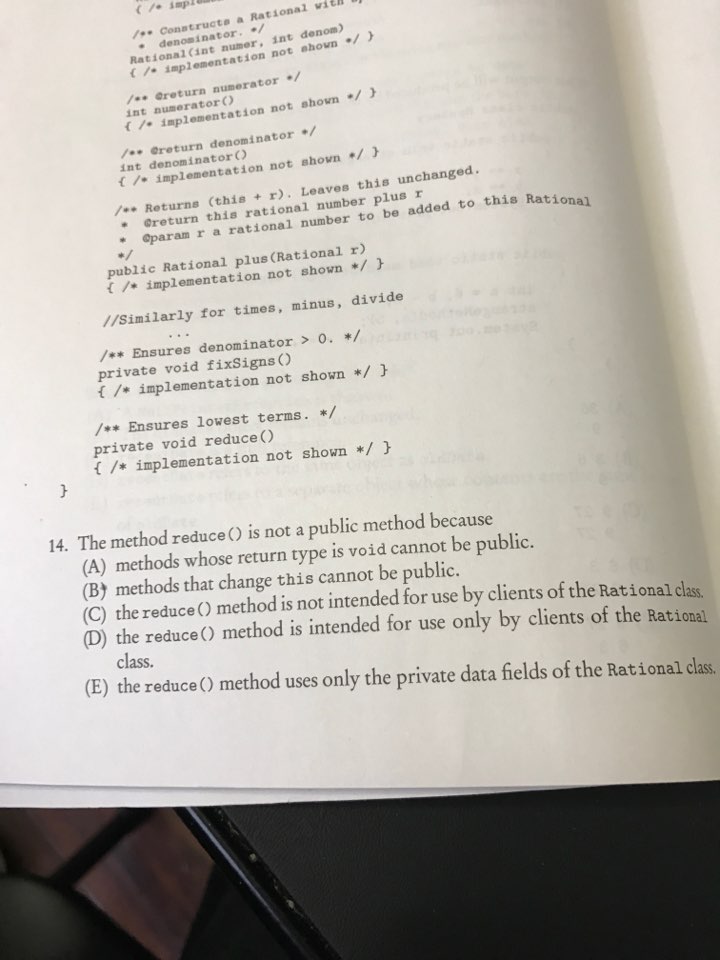 { /*
/** Constructs a Rational with
* denominator. */
Rational(int numer, int denom)
{ /* implementation not shown */ }
/** @return numerator */
int numerator()
{ /* implementation not shown */ }
/** @return denominator */
int denominator()
{ /* implementation not shown */ }
/** Returns (this + r). Leaves this unchanged.
* @return this rational number plus r
* @param r a rational number to be added to this Rational
*/
public Rational plus(Rational r)
{ /* implementation not shown */ }
//Similarly for times, minus, divide
...
/** Ensures denominator > 0. */
private void fixSigns()
{ /* implementation not shown */ }
/** Ensures lowest terms. */
private void reduce()
{ /* implementation not shown */ }
}
14. The method reduce() is not a public method because
(A) methods whose return type is void cannot be public.
(B) methods that change this cannot be public.
(C) the reduce() method is not intended for use by clients of the Rational class.
(D) the reduce() method is intended for use only by clients of the Rational
class.
(E) the reduce() method uses only the private data fields of the Rational class.